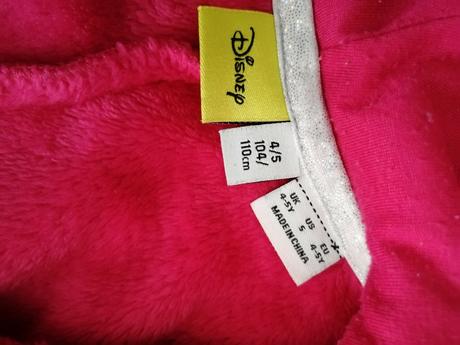 Disney
4/5
104/
110cm
UK US EU
4-5Y S 4-5Y
MADE IN CHINA